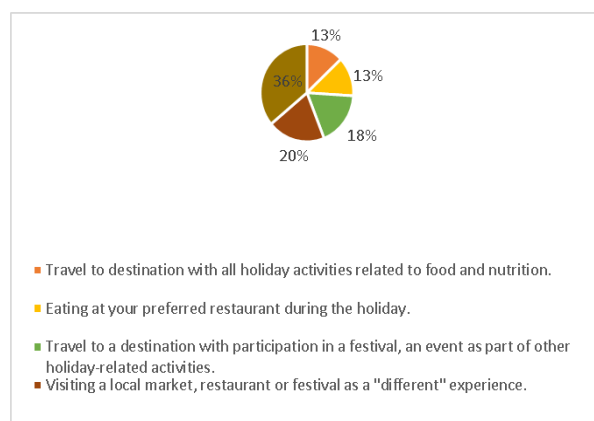 13%
13%
36%
18%
20%
Travel to destination with all holiday activities related to food and nutrition.
Eating at your preferred restaurant during the holiday.
Travel to a destination with participation in a festival, an event as part of other
holiday-related activities.
Visiting a local market, restaurant or festival as a "different" experience.